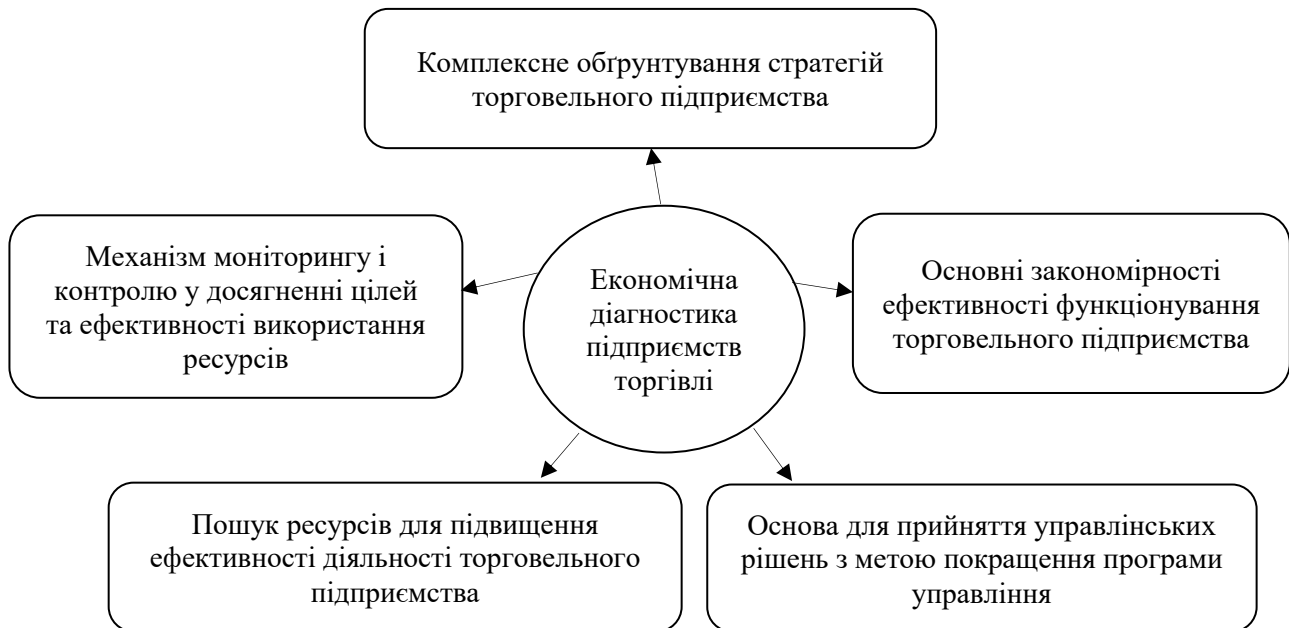 Комплексне обґрунтування стратегій
торговельного підприємства
Механізм моніторингу і
контролю у досягненні цілей
та ефективності використання
ресурсів
Економічна
діагностика
підприємств
торгівлі
Основні закономірності
ефективності функціонування
торговельного підприємства
Пошук ресурсів для підвищення
ефективності діяльності торговельного
підприємства
Основа для прийняття управлінських
рішень з метою покращення програми
управління